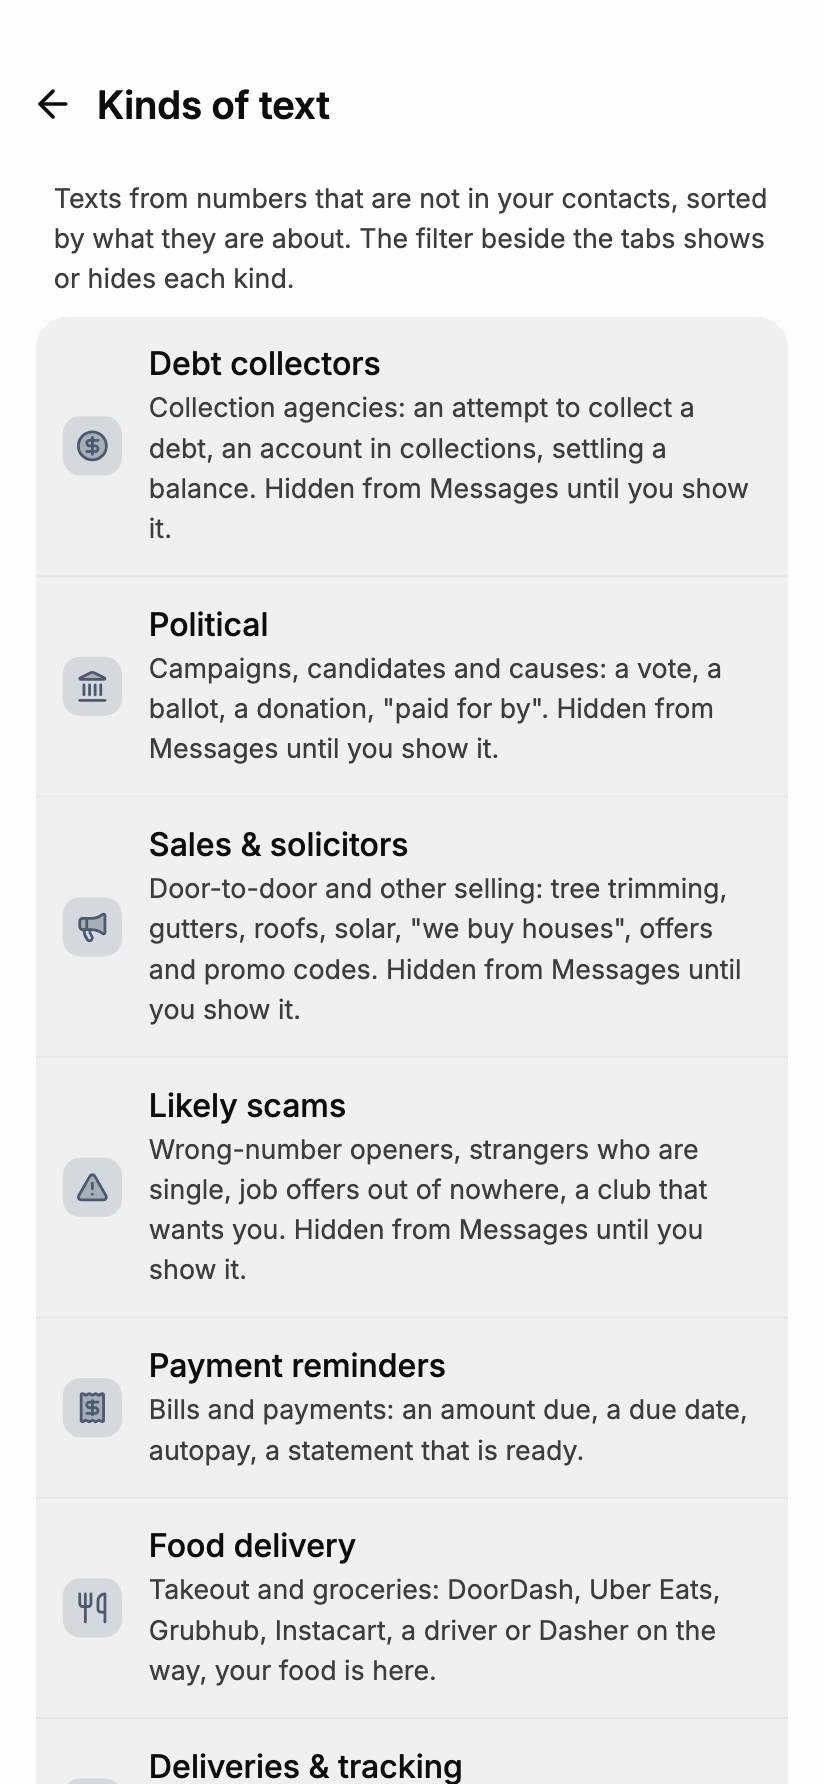 Kinds of text
Texts from numbers that are not in your contacts, sorted
by what they are about. The filter beside the tabs shows
or hides each kind.
Debt collectors
Collection agencies: an attempt to collect a
debt, an account in collections, settling a
balance. Hidden from Messages until you show
it.
Political
Campaigns, candidates and causes: a vote, a
ballot, a donation, "paid for by". Hidden from
Messages until you show it.
Sales & solicitors
Door-to-door and other selling: tree trimming,
gutters, roofs, solar, "we buy houses", offers
and promo codes. Hidden from Messages until
you show it.
Likely scams
Wrong-number openers, strangers who are
single, job offers out of nowhere, a club that
wants you. Hidden from Messages until you
show it.
Payment reminders
Bills and payments: an amount due, a due date,
autopay, a statement that is ready.
Food delivery
Takeout and groceries: DoorDash, Uber Eats,
Grubhub, Instacart, a driver or Dasher on the
way, your food is here.
Deliveries & tracking